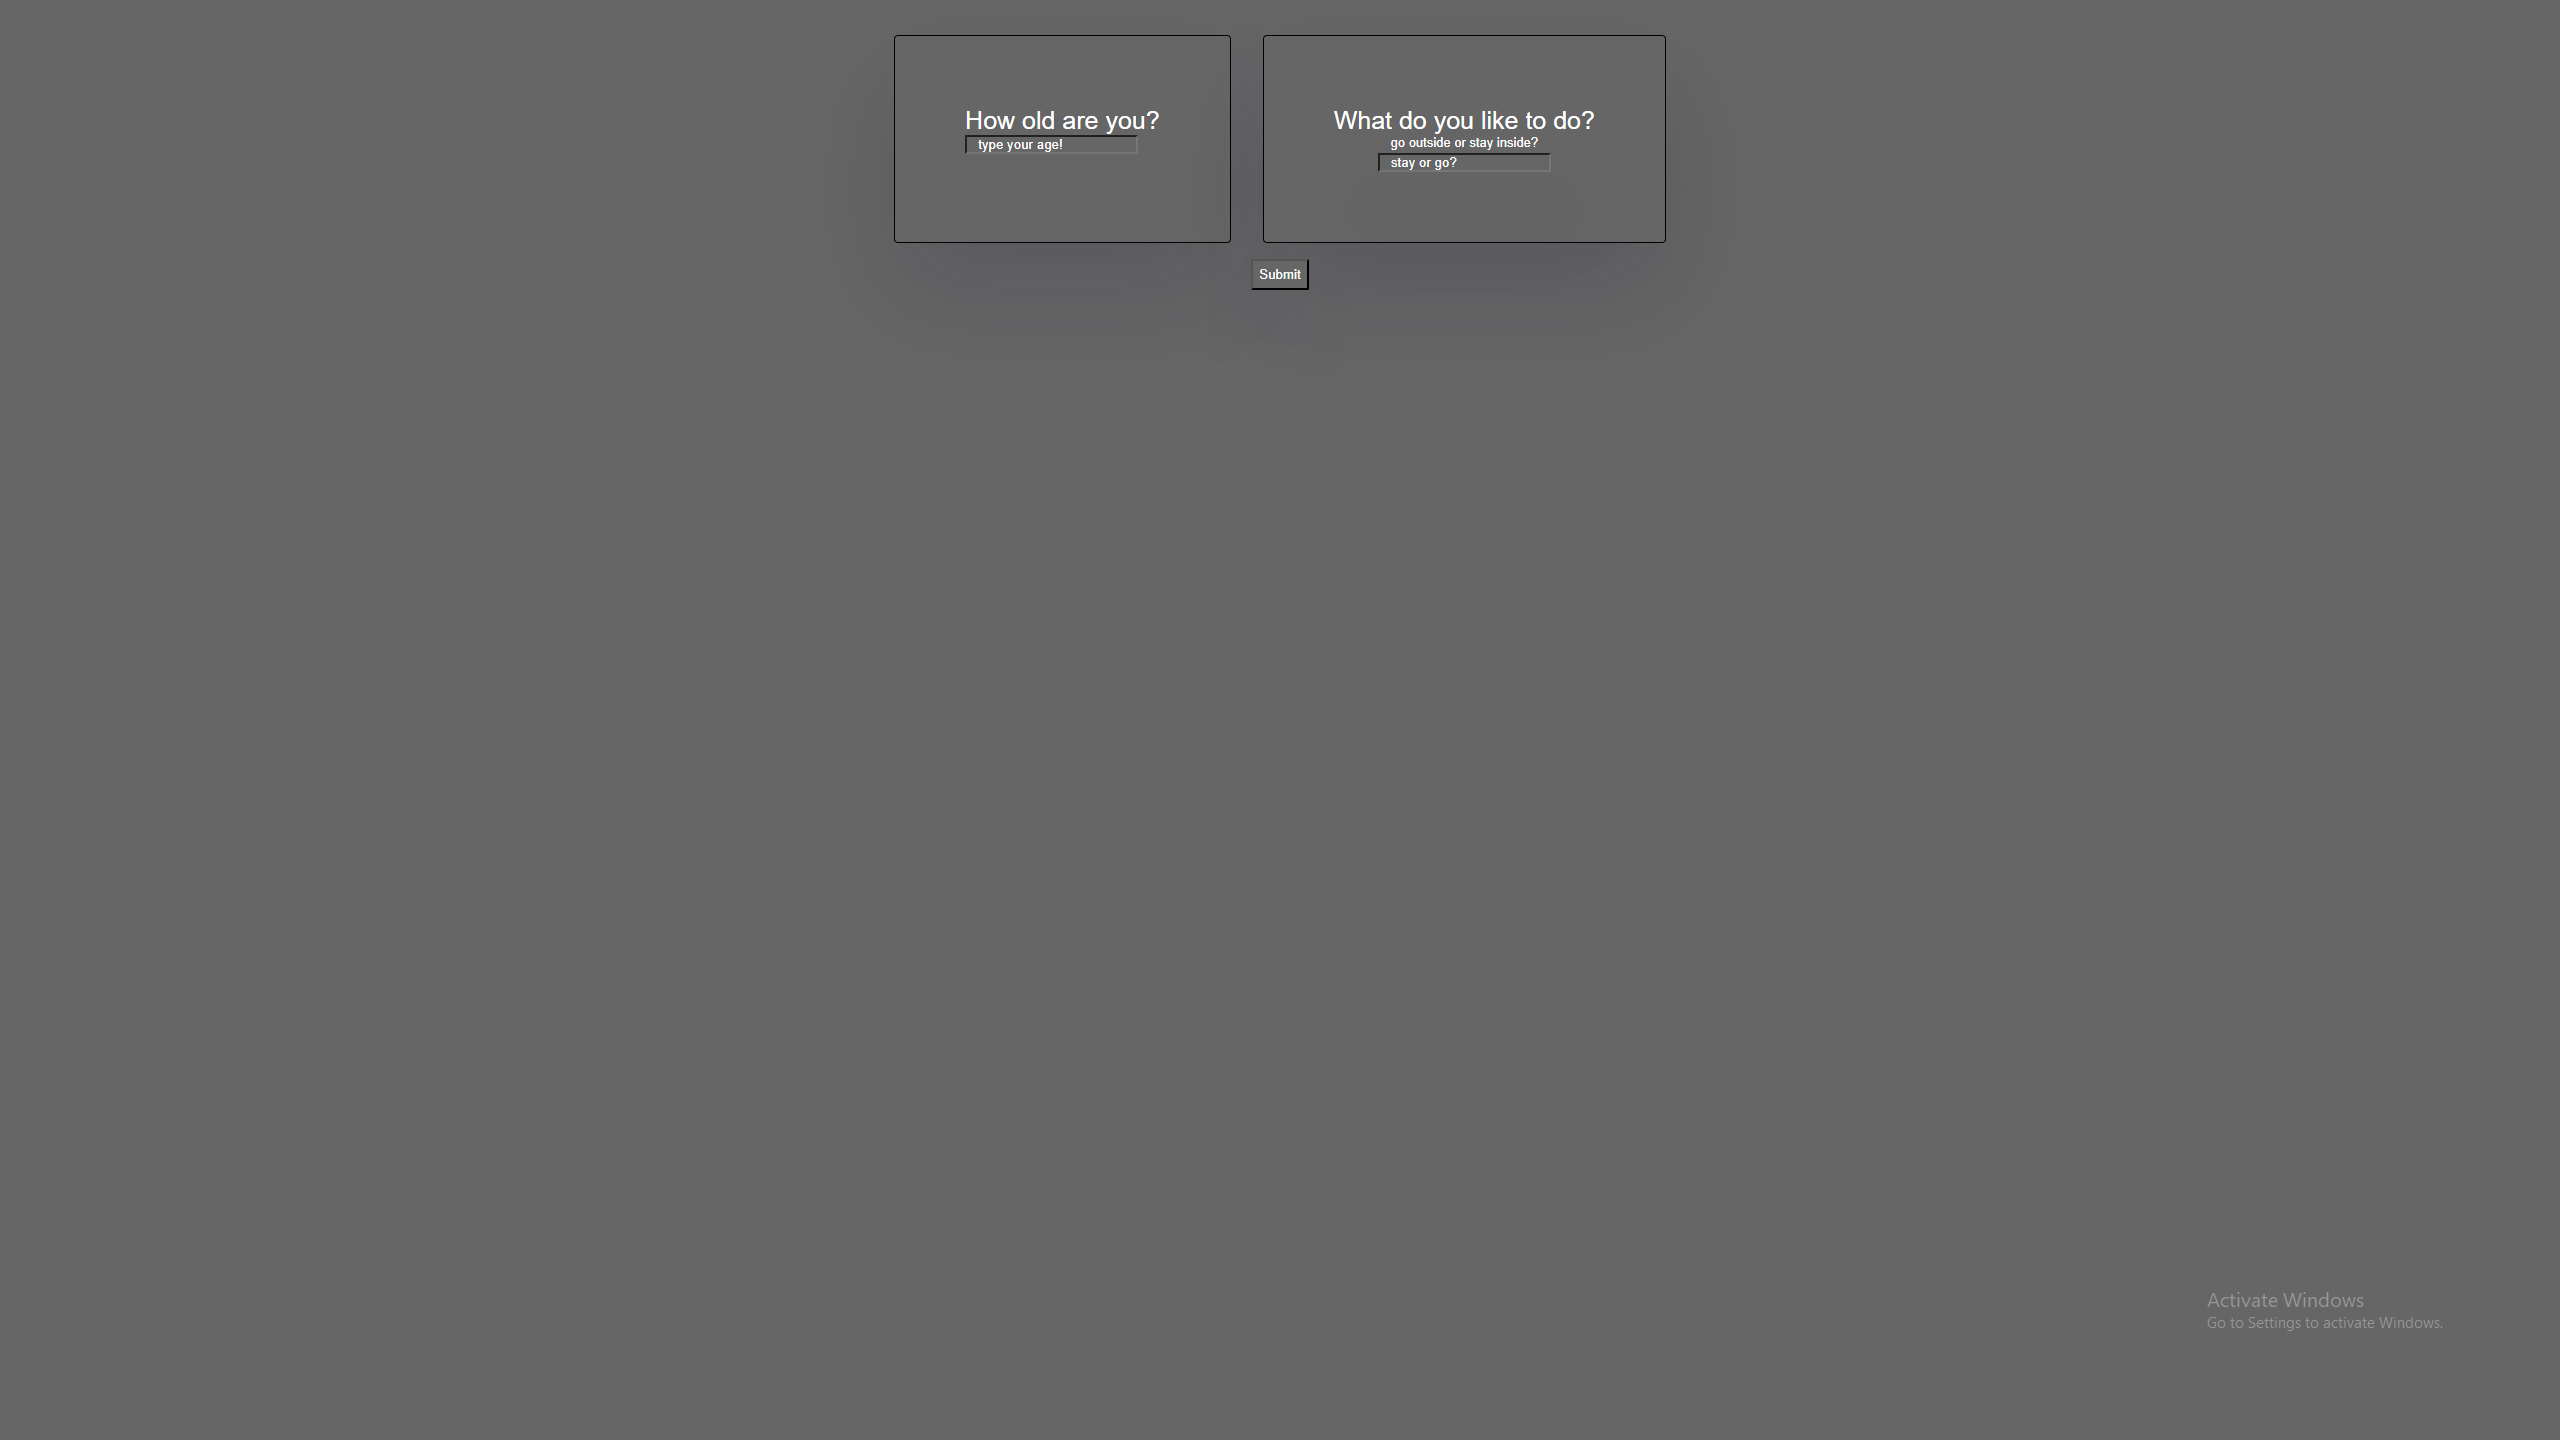 How old are you?
type your age!
What do you like to do?
go outside or stay inside?
stay or go?
Submit
Activate Windows
Go to Settings to activate Windows.